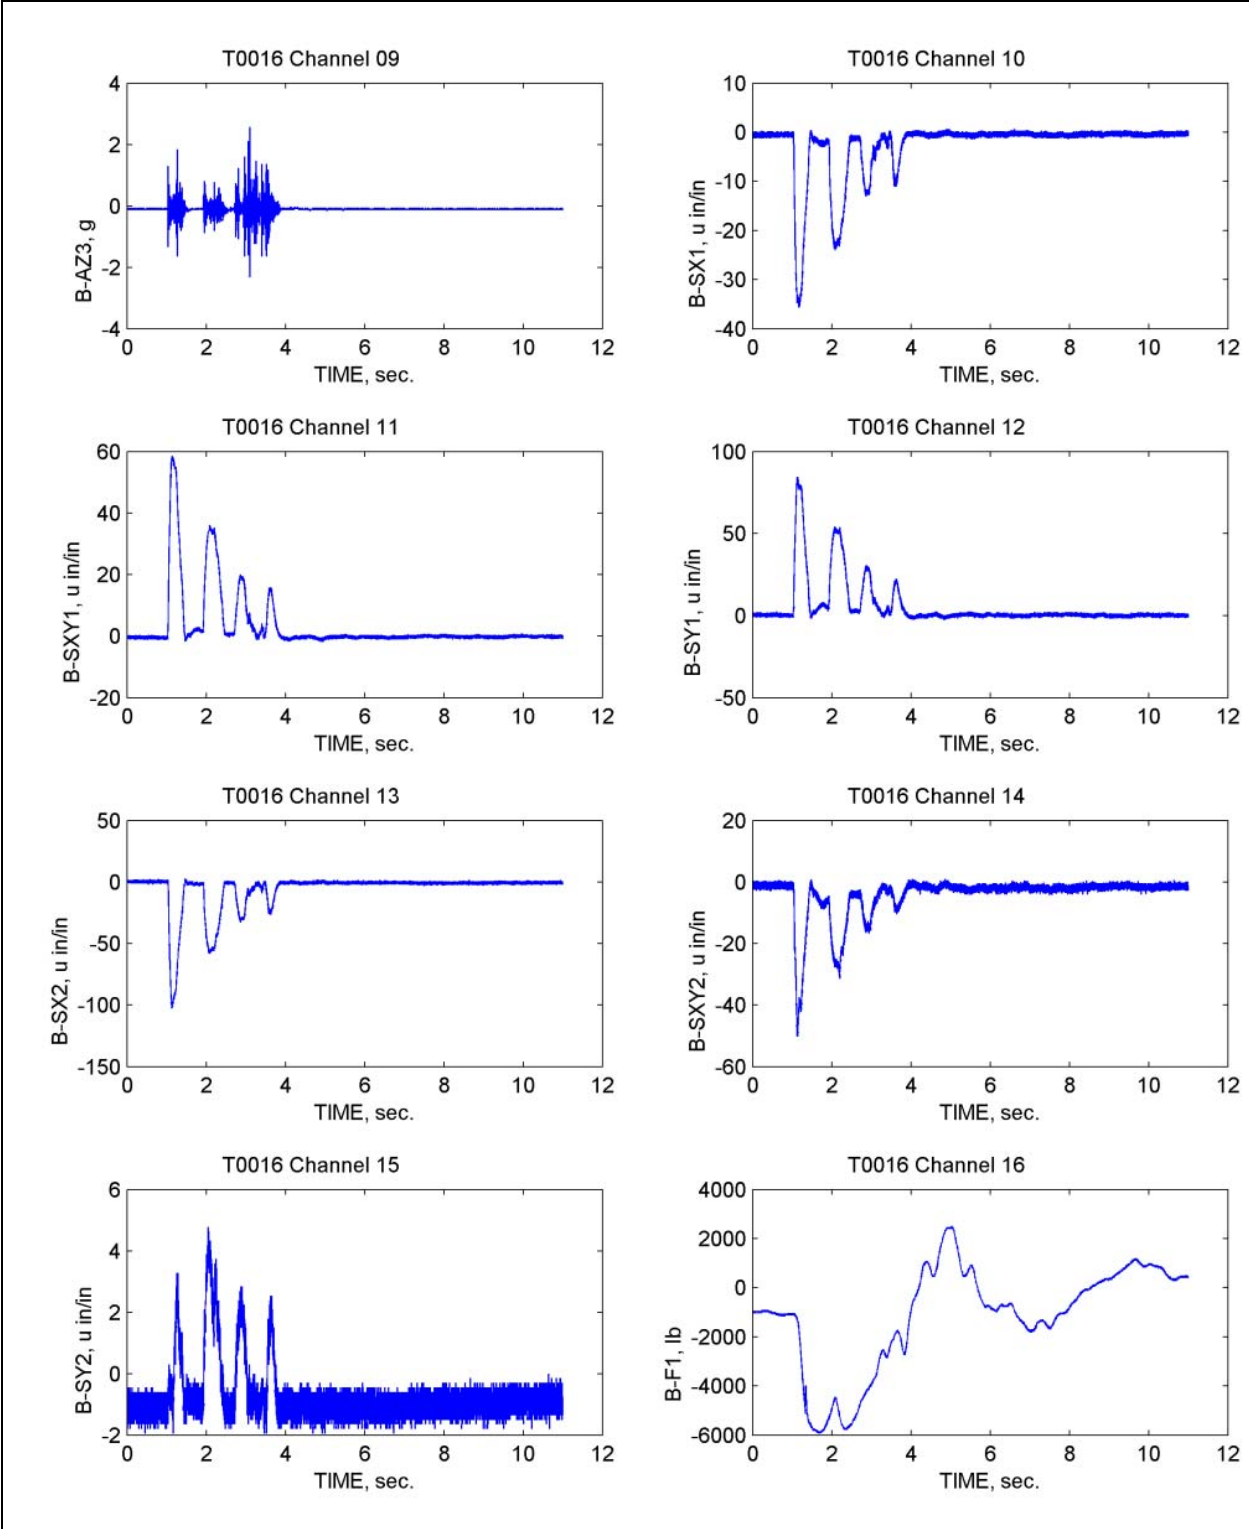 T0016 Channel 09
4
2
0
-2
-4
B-AZ3, g
0 2 4 6 8 10 12
TIME, sec.
T0016 Channel 10
10
0
-10
-20
-30
-40
B-SX1, u in/in
0 2 4 6 8 10 12
TIME, sec.
T0016 Channel 11
60
40
20
0
-20
B-SXY1, u in/in
0 2 4 6 8 10 12
TIME, sec.
T0016 Channel 12
100
50
0
-50
B-SY1, u in/in
0 2 4 6 8 10 12
TIME, sec.
T0016 Channel 13
50
0
-50
-100
-150
B-SX2, u in/in
0 2 4 6 8 10 12
TIME, sec.
T0016 Channel 14
20
0
-20
-40
-60
B-SXY2, u in/in
0 2 4 6 8 10 12
TIME, sec.
T0016 Channel 15
6
4
2
0
-2
B-SY2, u in/in
0 2 4 6 8 10 12
TIME, sec.
T0016 Channel 16
4000
2000
0
-2000
-4000
-6000
B-F1, lb
0 2 4 6 8 10 12
TIME, sec.